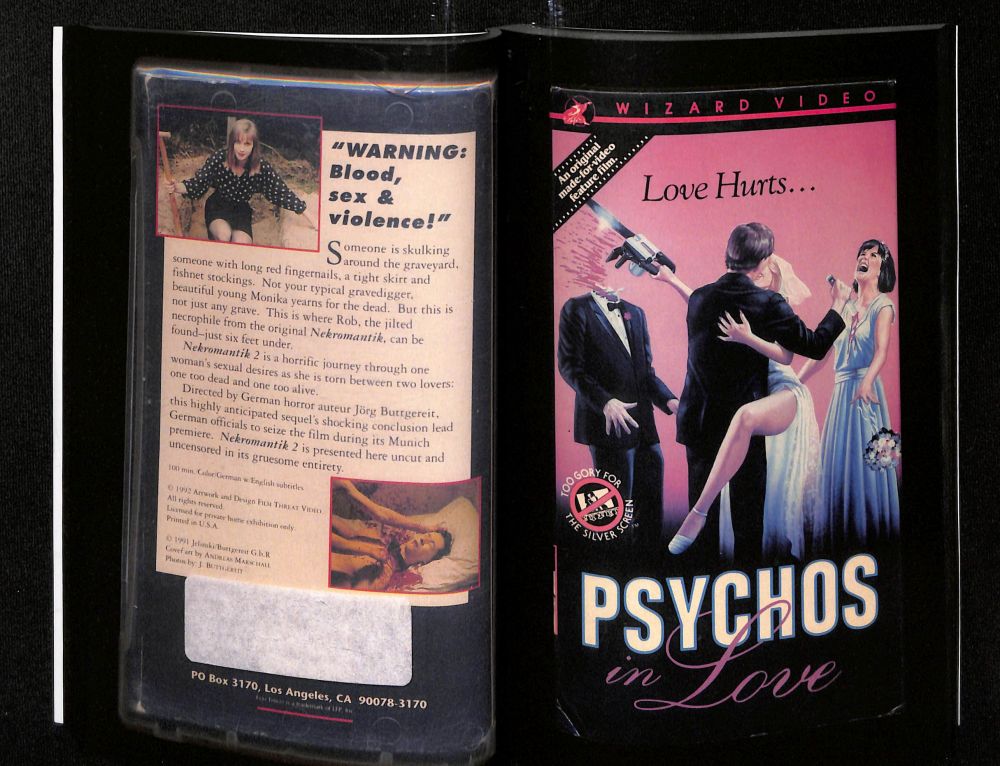 "WARNING:
Blood,
sex &
violence!"
Someone is skulking
around the graveyard,
someone with long red fingernails, a tight skirt and
fishnet stockings. Not your typical gravedigger,
beautiful young Monika yearns for the dead. But this is
not just any grave. This is where Rob, the jilted
necrophile from the original Nekromantik, can be
found–just six feet under.
Nekromantik 2 is a horrific journey through one
woman's sexual desires as she is torn between two lovers:
one too dead and one too alive.
Directed by German horror auteur Jörg Buttgereit,
this highly anticipated sequel's shocking conclusion lead
German officials to seize the film during its Munich
premiere. Nekromantik 2 is presented here uncut and
uncensored in its gruesome entirety.
100 min. Color/German w/English subtitles
© 1992 Artwork and Design FILM THREAT VIDEO
All rights reserved.
Licensed for private home exhibition only.
Printed in U.S.A.
© 1991 Jelinski/Buttgereit G.b.R
Cover art by ANDREAS MARSCHALL
Photos by: J. BUTTGEREIT
PO Box 3170, Los Angeles, CA 90078-3170
WIZARD VIDEO
An original
made-for-video
feature film.
Love Hurts...
TOO GORY FOR
THE SILVER SCREEN
TM
PSYCHOS
in Love